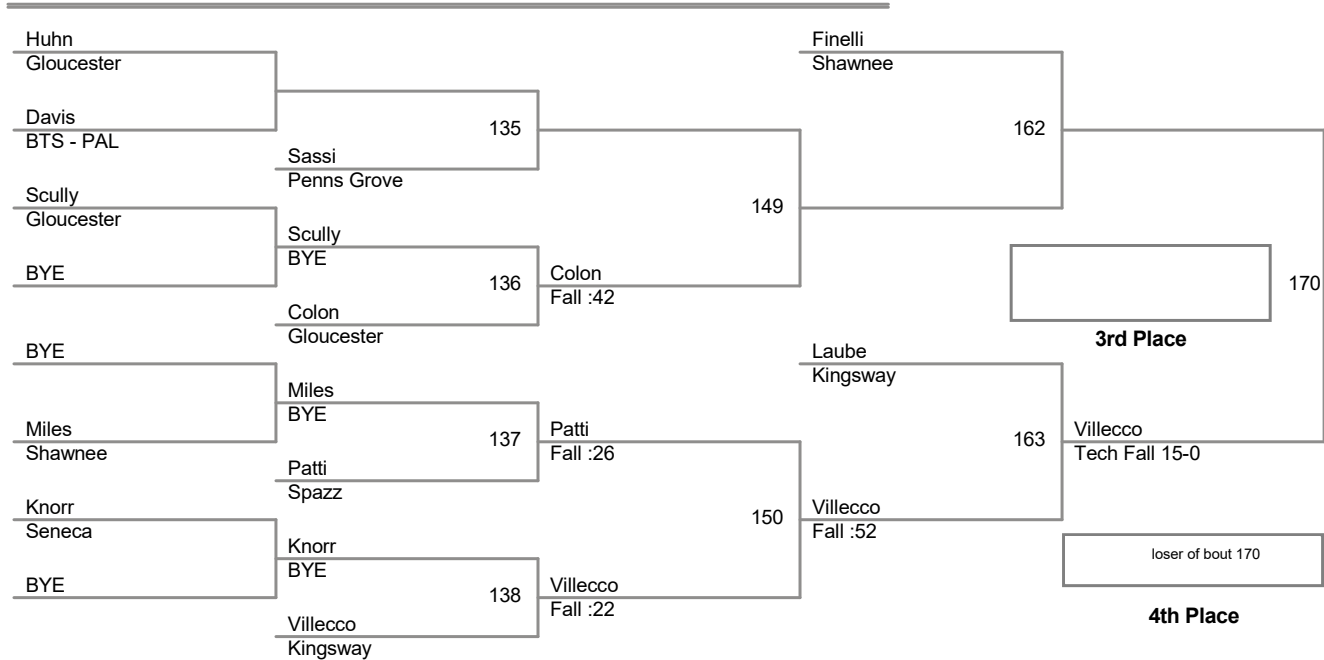 Huhn
Gloucester
Davis
BTS - PAL
Scully
Gloucester
BYE
BYE
Miles
Shawnee
Knorr
Seneca
BYE
135
Sassi
Penns Grove
Scully
BYE
136
Colon
Gloucester
Miles
BYE
137
Patti
Spazz
Knorr
BYE
138
Villecco
Kingsway
149
Colon
Fall :42
Patti
Fall :26
150
Villecco
Fall :22
Finelli
Shawnee
162
Laube
Kingsway
163
Villecco
Fall :52
Villecco
Tech Fall 15-0
170
3rd Place
loser of bout 170
4th Place